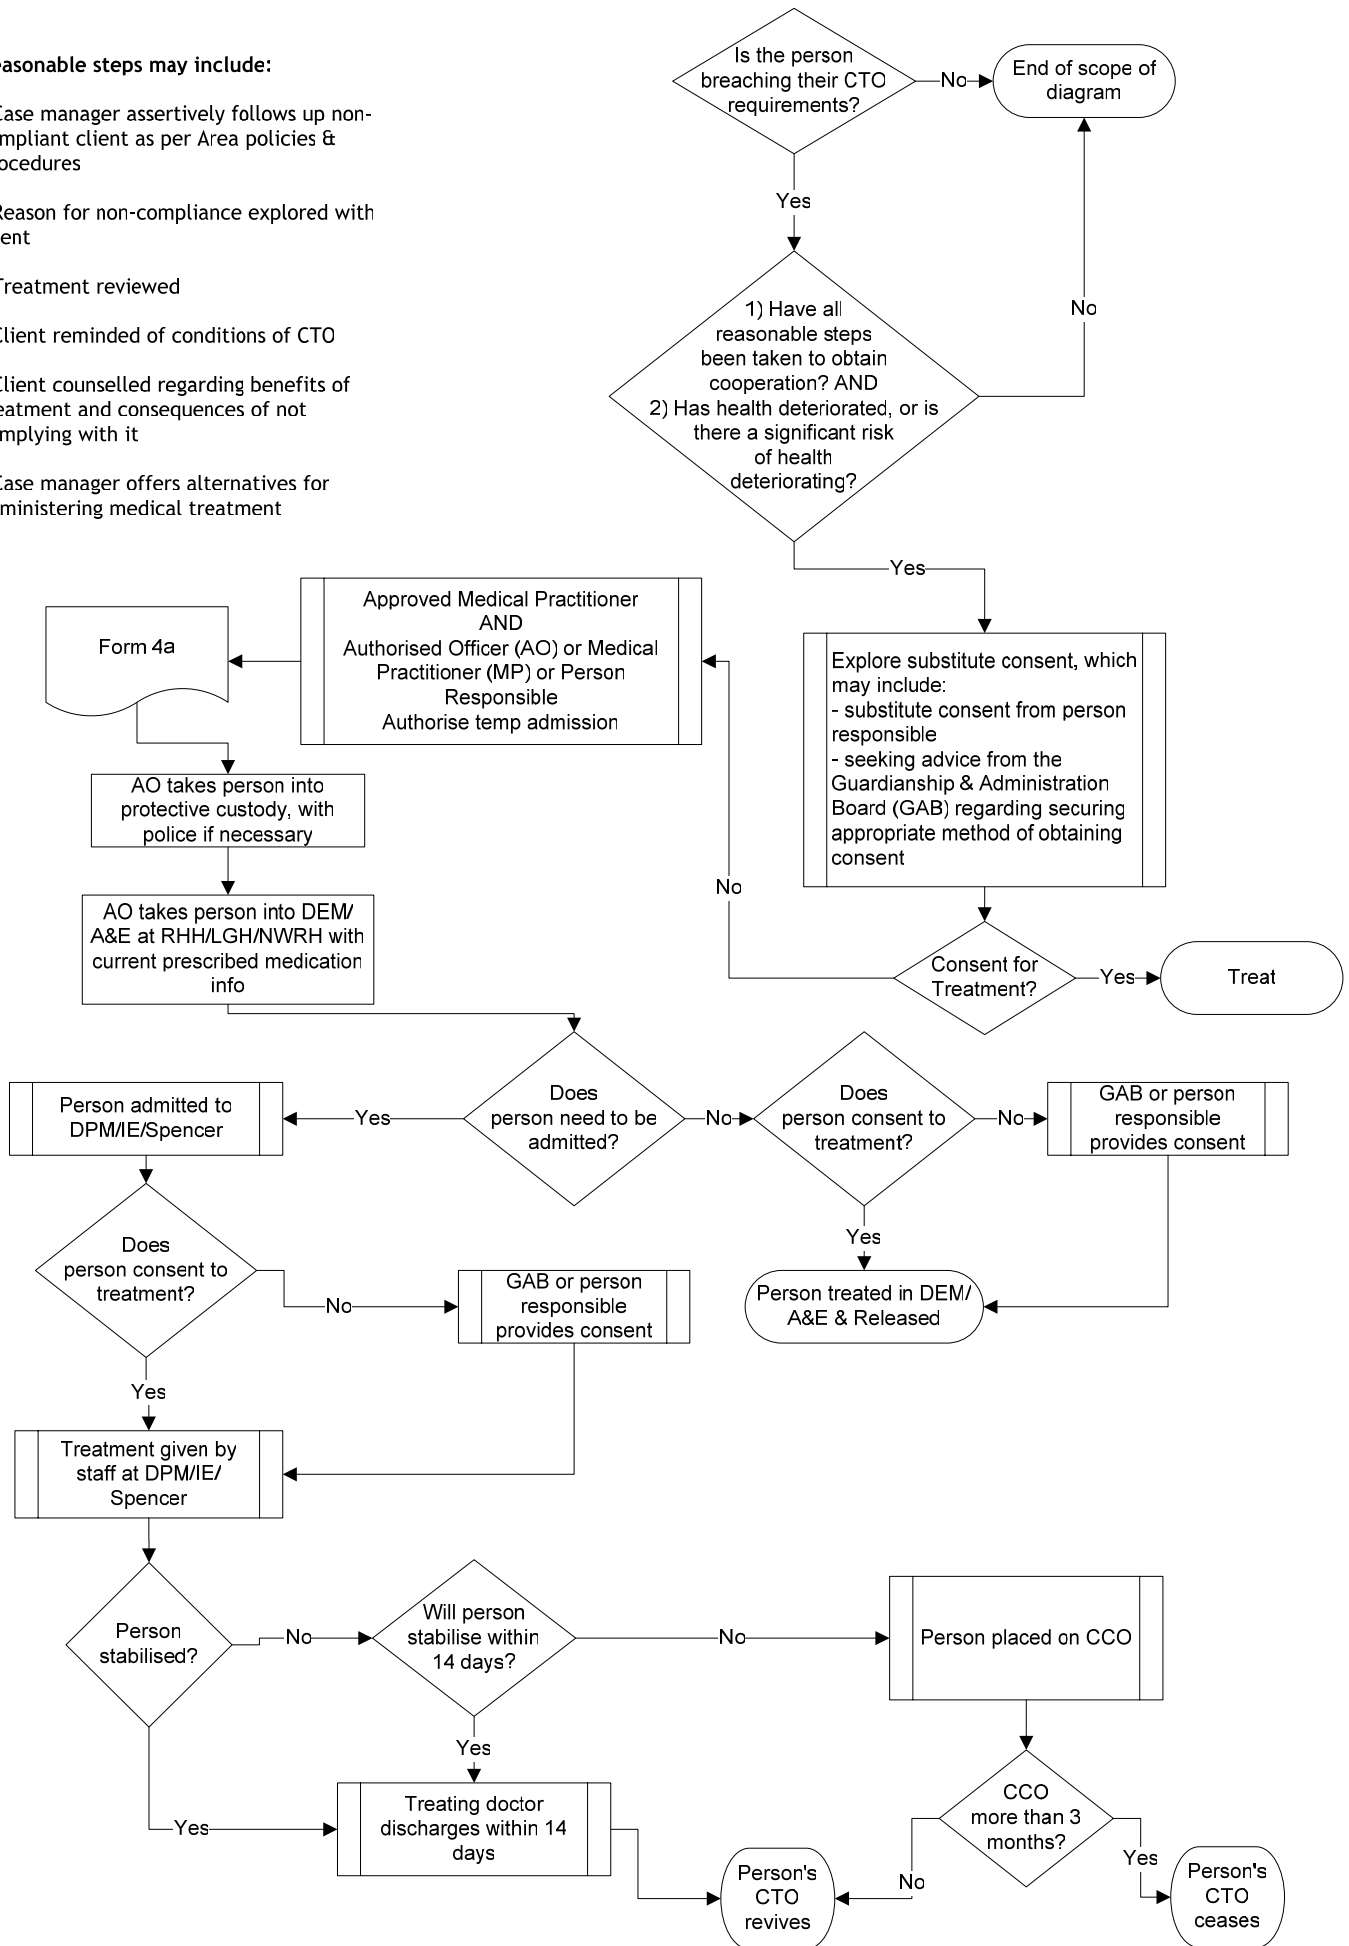 easonable steps may include:
Case manager assertively follows up non-
mpliant client as per Area policies &
ocedures
Reason for non-compliance explored with
ent
Treatment reviewed
Client reminded of conditions of CTO
Client counselled regarding benefits of
eatment and consequences of not
mplying with it
Case manager offers alternatives for
ministering medical treatment
Is the person
breaching their CTO
requirements?
No
End of scope of
diagram
Yes
1) Have all
reasonable steps
been taken to obtain
cooperation? AND
2) Has health deteriorated, or is
there a significant risk
of health
deteriorating?
No
Yes
Explore substitute consent, which
may include:
- substitute consent from person
responsible
- seeking advice from the
Guardianship & Administration
Board (GAB) regarding securing
appropriate method of obtaining
consent
Consent for
Treatment?
Yes
Treat
No
Approved Medical Practitioner
AND
Authorised Officer (AO) or Medical
Practitioner (MP) or Person
Responsible
Authorise temp admission
Form 4a
AO takes person into
protective custody, with
police if necessary
AO takes person into DEM/
A&E at RHH/LGH/NWRH with
current prescribed medication
info
Does
person need to be
admitted?
No
Does
person consent to
treatment?
No
GAB or person
responsible
provides consent
Yes
Person treated in DEM/
A&E & Released
Yes
Person admitted to
DPM/IE/Spencer
Does
person consent to
treatment?
No
GAB or person
responsible
provides consent
Yes
Treatment given by
staff at DPM/IE/
Spencer
Person
stabilised?
No
Will person
stabilise within
14 days?
No
Person placed on CCO
Yes
Yes
Treating doctor
discharges within 14
days
CCO
more than 3
months?
No
Person's
CTO
revives
Yes
Person's
CTO
ceases